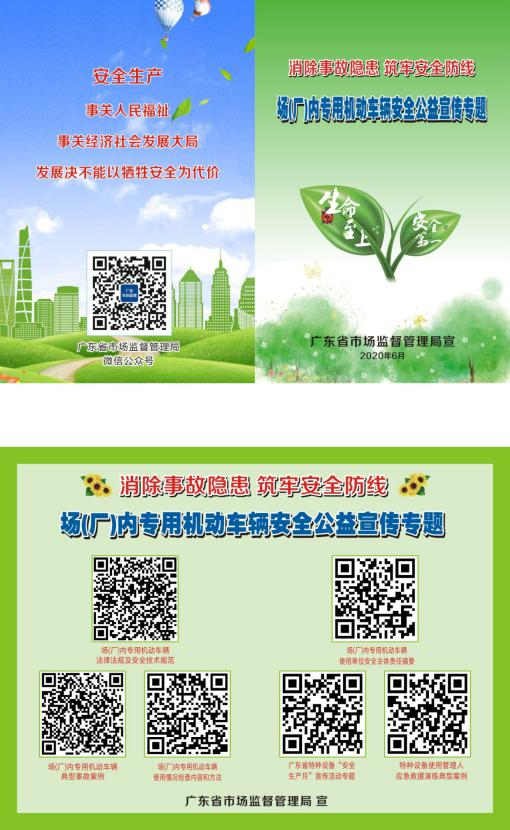 安全生产
事关人民福祉
事关经济社会发展大局
发展决不能以牺牲安全为代价
广东
市场监管
广东省市场监督管理局
微信公众号
消除事故隐患 筑牢安全防线
场(厂)内专用机动车辆安全公益宣传专题
生命
至上
安全
第一
广东省市场监督管理局宣
2020年6月
消除事故隐患 筑牢安全防线
场(厂)内专用机动车辆安全公益宣传专题
场(厂)内专用机动车辆
法律法规及安全技术规范
场(厂)内专用机动车辆
使用单位安全主体责任摘要
场(厂)内专用机动车辆
典型事故案例
场(厂)内专用机动车辆
使用情况检查内容和方法
广东省特种设备“安全
生产月”宣传活动专题
特种设备使用管理人
应急救援演练典型案例
广东省市场监督管理局 宣